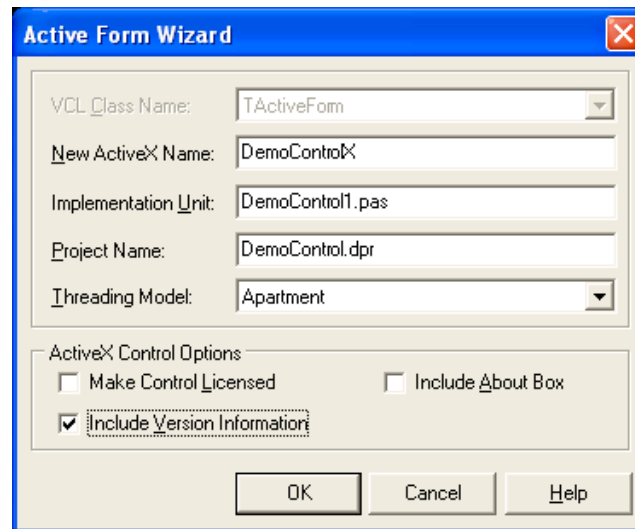 Active Form Wizard
VCL Class Name: TActiveForm
New ActiveX Name: DemoControlX
Implementation Unit: DemoControl1.pas
Project Name: DemoControl.dpr
Threading Model: Apartment
ActiveX Control Options
Make Control Licensed Include About Box
Include Version Information
OK Cancel Help